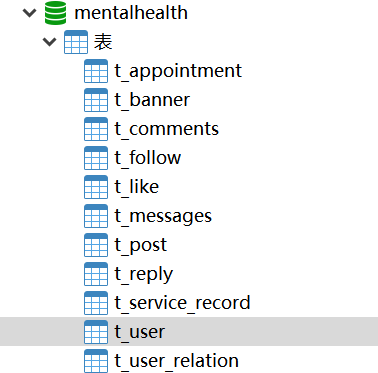 mentalhealth
表
t_appointment
t_banner
t_comments
t_follow
t_like
t_messages
t_post
t_reply
t_service_record
t_user
t_user_relation